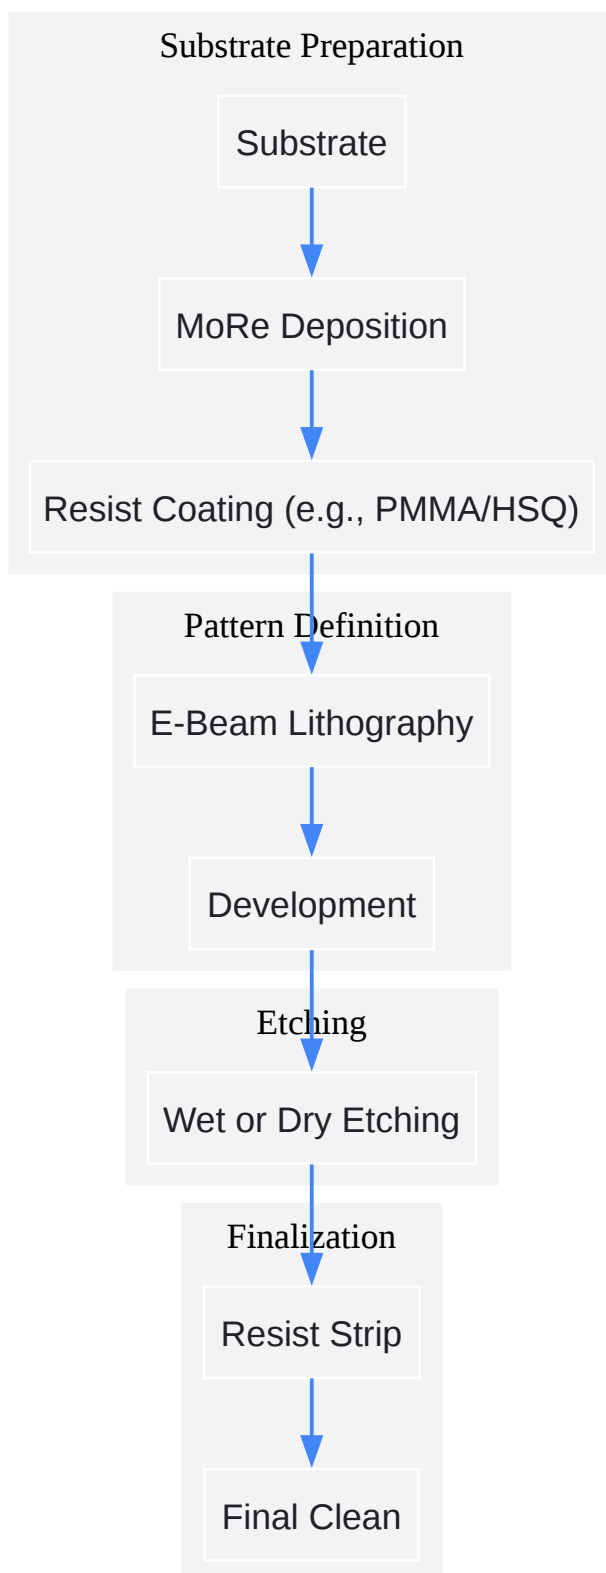 Substrate Preparation
Substrate
MoRe Deposition
Resist Coating (e.g., PMMA/HSQ)
Pattern Definition
E-Beam Lithography
Development
Etching
Wet or Dry Etching
Finalization
Resist Strip
Final Clean